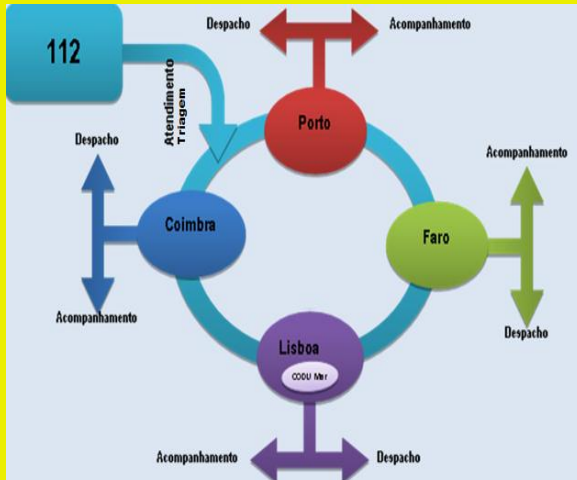 112
Atendimento
Triagem
Despacho
Acompanhamento
Porto
Despacho
Acompanhamento
Coimbra
Acompanhamento
Faro
Despacho
Lisboa
CODU Mar
Acompanhamento
Despacho